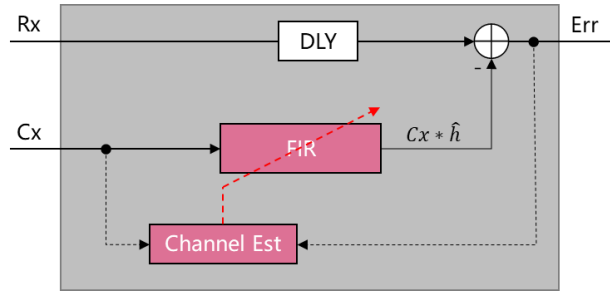 Rx
DLY
Err
-
Cx
FIR
Cx * ĥ
Channel Est